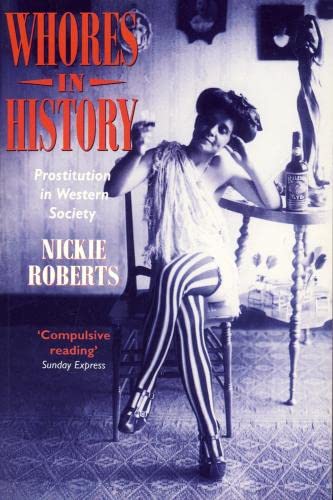 WHORES
IN
HISTORY
Prostitution
in Western
Society
NICKIE
ROBERTS
‘Compulsive
reading’
Sunday Express